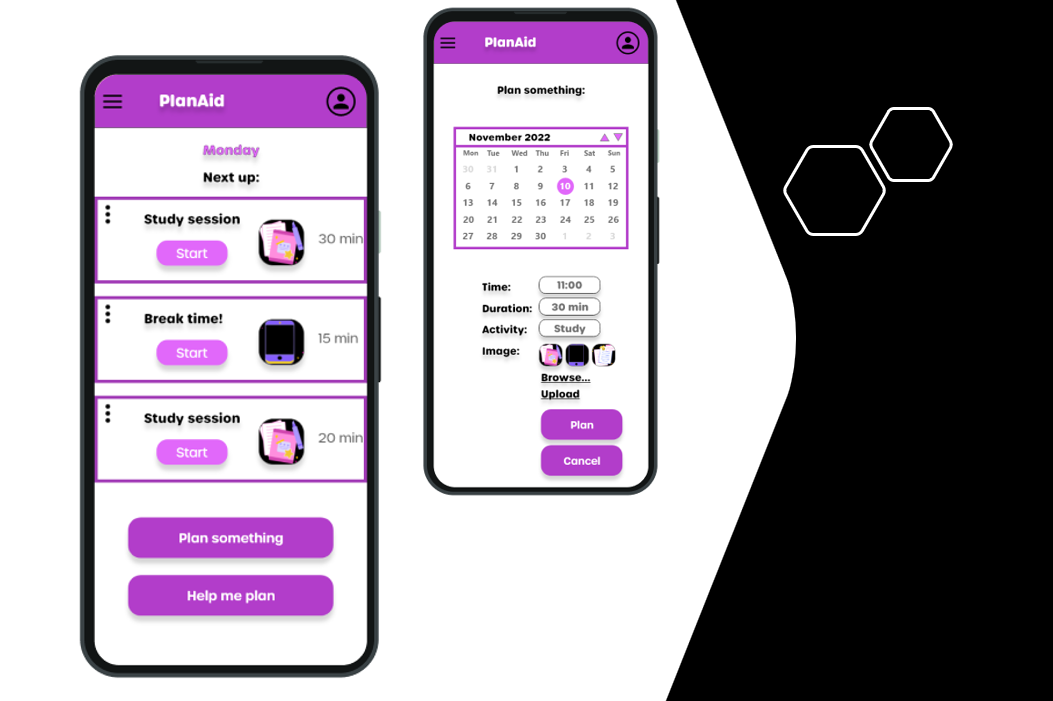 PlanAid
Monday
Next up:
Study session
Start
30 min
Break time!
Start
15 min
Study session
Start
20 min
Plan something
Help me plan
PlanAid
Plan something:
November 2022
Mon Tue Wed Thu Fri Sat Sun
30 31 1 2 3 4 5
6 7 8 9 10 11 12
13 14 15 16 17 18 19
20 21 22 23 24 25 26
27 28 29 30 1 2 3
Time: 11:00
Duration: 30 min
Activity: Study
Image:
Browse...
Upload
Plan
Cancel